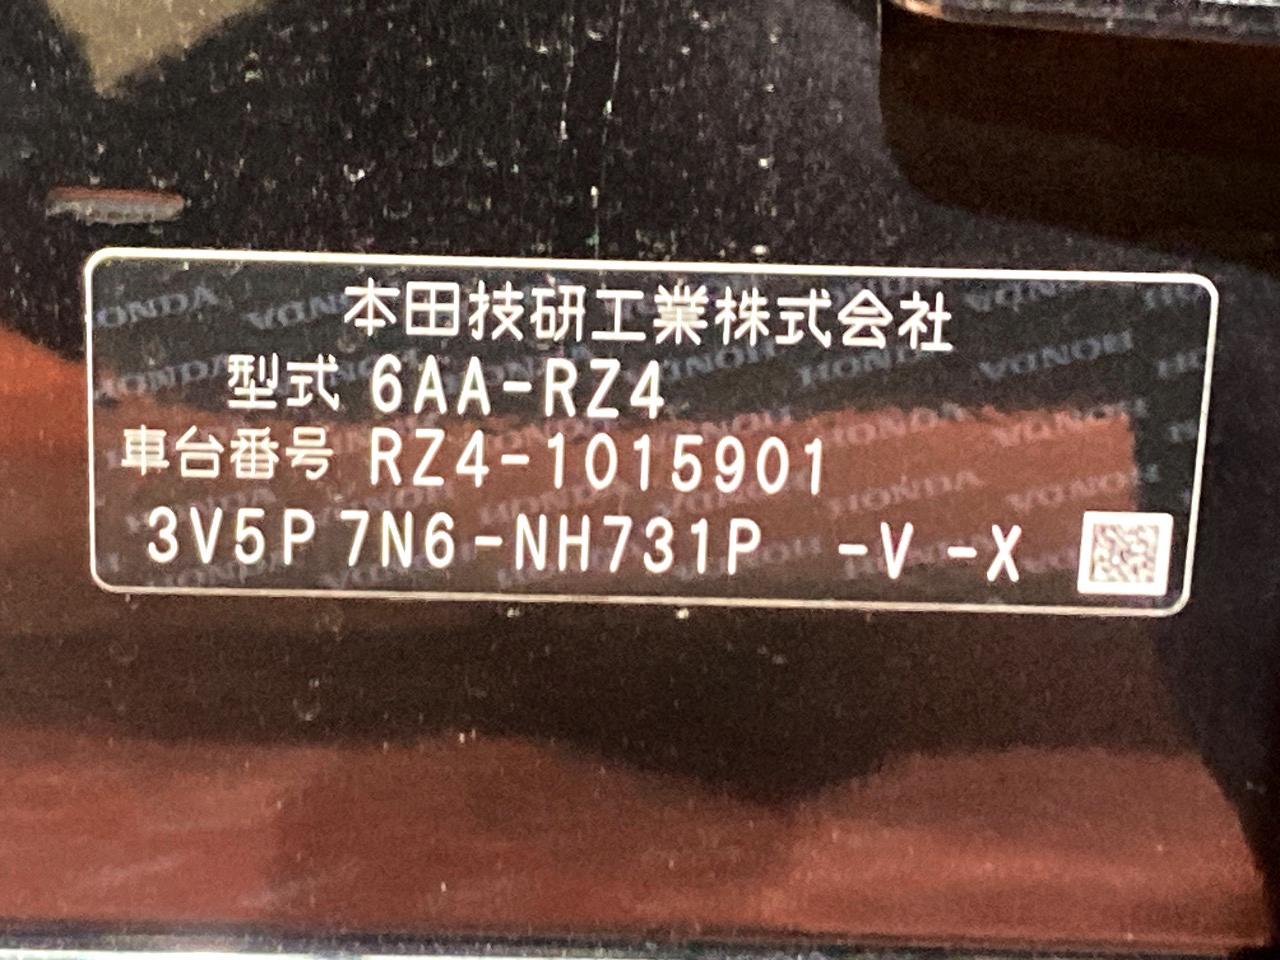 本田技研工業株式会社
型式 6AA-RZ4
車台番号 RZ4-1015901
3V5P 7N6-NH731P -V -X